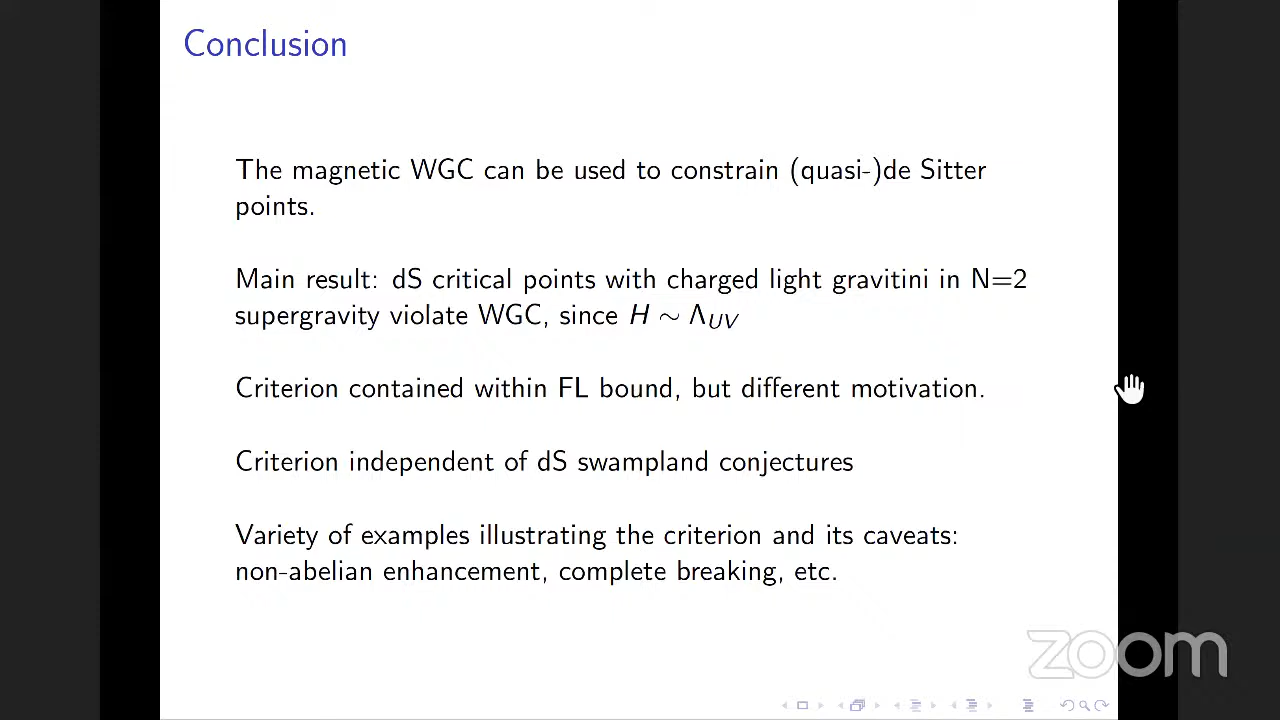 Conclusion
The magnetic WGC can be used to constrain (quasi-)de Sitter
points.
Main result: dS critical points with charged light gravitini in N=2
supergravity violate WGC, since H ∼ Λ_UV
Criterion contained within FL bound, but different motivation.
Criterion independent of dS swampland conjectures
Variety of examples illustrating the criterion and its caveats:
non-abelian enhancement, complete breaking, etc.
zoom